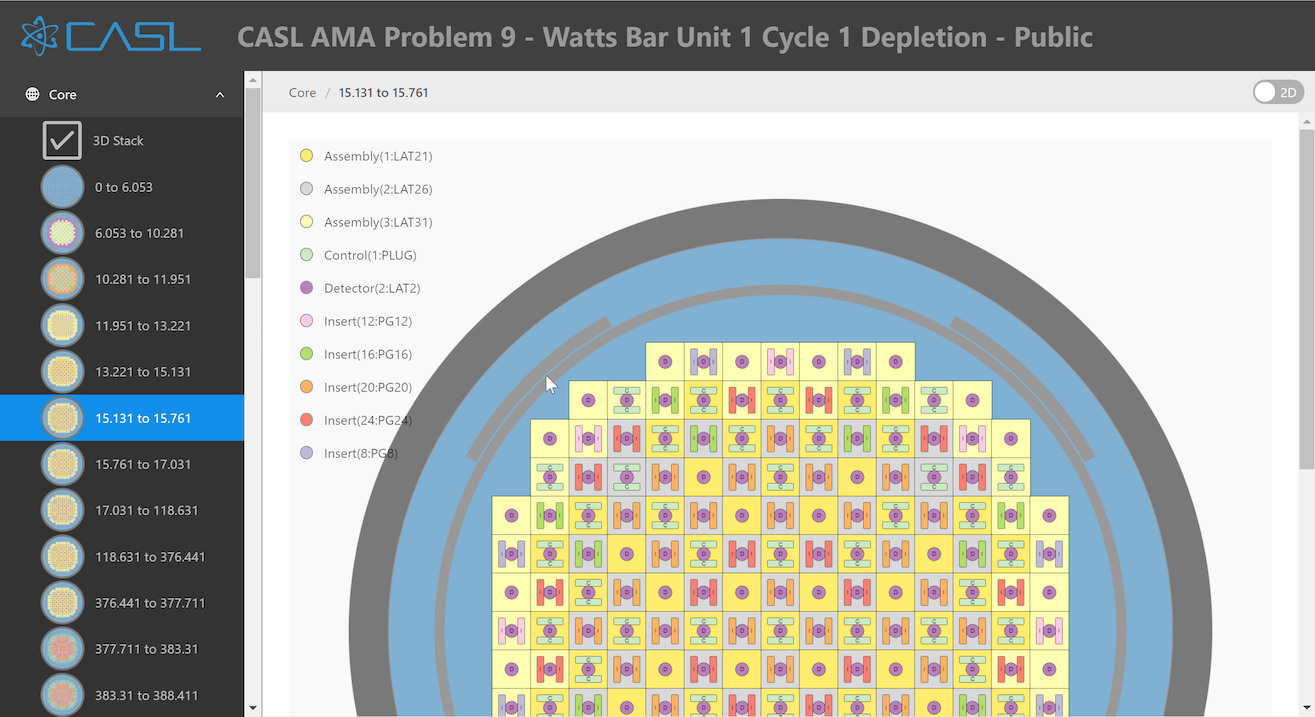 CASL
CASL AMA Problem 9 - Watts Bar Unit 1 Cycle 1 Depletion - Public
Core
3D Stack
0 to 6.053
6.053 to 10.281
10.281 to 11.951
11.951 to 13.221
13.221 to 15.131
15.131 to 15.761
15.761 to 17.031
17.031 to 118.631
118.631 to 376.441
376.441 to 377.711
377.711 to 383.31
383.31 to 388.411
Core / 15.131 to 15.761
2D
Assembly(1:LAT21)
Assembly(2:LAT26)
Assembly(3:LAT31)
Control(1:PLUG)
Detector(2:LAT2)
Insert(12:PG12)
Insert(16:PG16)
Insert(20:PG20)
Insert(24:PG24)
Insert(8:PG8)